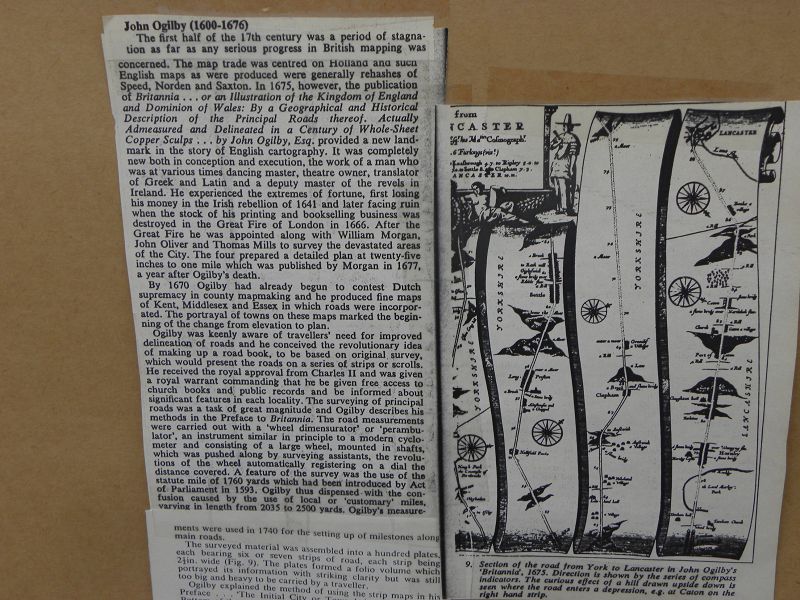 John Ogilby (1600-1676)
The first half of the 17th century was a period of stagna-
tion as far as any serious progress in British mapping was
concerned. The map trade was centred on Holland and such
English maps as were produced were generally rehashes of
Speed, Norden and Saxton. In 1675, however, the publication
of Britannia . . . or an Illustration of the Kingdom of England
and Dominion of Wales: By a Geographical and Historical
Description of the Principal Roads thereof. Actually
Admeasured and Delineated in a Century of Whole-Sheet
Copper Sculps . . . by John Ogilby, Esq. provided a new land-
mark in the story of English cartography. It was completely
new both in conception and execution, the work of a man who
was at various times dancing master, theatre owner, translator
of Greek and Latin and a deputy master of the revels in
Ireland. He experienced the extremes of fortune, first losing
his money in the Irish rebellion of 1641 and later facing ruin
when the stock of his printing and bookselling business was
destroyed in the Great Fire of London in 1666. After the
Great Fire he was appointed along with William Morgan,
John Oliver and Thomas Mills to survey the devastated areas
of the City. The four prepared a detailed plan at twenty-five
inches to one mile which was published by Morgan in 1677,
a year after Ogilby's death.
By 1670 Ogilby had already begun to contest Dutch
supremacy in county mapmaking and he produced fine maps
of Kent, Middlesex and Essex in which roads were incorpor-
ated. The portrayal of towns on these maps marked the begin-
ning of the change from elevation to plan.
Ogilby was keenly aware of travellers' need for improved
delineation of roads and he conceived the revolutionary idea
of making up a road book, to be based on original survey,
which would present the roads on a series of strips or scrolls.
He received the royal approval from Charles II and was given
a royal warrant commanding that he be given free access to
church books and public records and be informed about
significant features in each locality. The surveying of principal
roads was a task of great magnitude and Ogilby describes his
methods in the Preface to Britannia. The road measurements
were carried out with a 'wheel dimensurator' or 'perambu-
lator', an instrument similar in principle to a modern cyclo-
meter and consisting of a large wheel, mounted in shafts,
which was pushed along by surveying assistants, the revolu-
tions of the wheel automatically registering on a dial the
distance covered. A feature of the survey was the use of the
statute mile of 1760 yards which had been introduced by Act
of Parliament in 1593. Ogilby thus dispensed with the con-
fusion caused by the use of local or 'customary' miles,
varying in length from 2035 to 2500 yards. Ogilby's measure-
ments were used in 1740 for the setting up of milestones along
main roads.
The surveyed material was assembled into a hundred plates,
each bearing six or seven strips of road, each strip being
2½in. wide (Fig. 9). The plates formed a folio volume which
portrayed its information with striking clarity but was still
too big and heavy to be carried by a traveller.
Ogilby explained the method of using the strip maps in his
from
CASTER
LANCASTER
YORKSHIRE
YORKSHIRE
YORKSHIRE
LANCASHIRE
Settle
Long Preston
Clapham
Hornby
9. Section of the road from York to Lancaster in John Ogilby's
'Britannia', 1675. Direction is shown by the series of compass
indicators. The curious effect of a hill drawn upside down is
seen where the road enters a depression, e.g. at Caton on the
right hand strip.